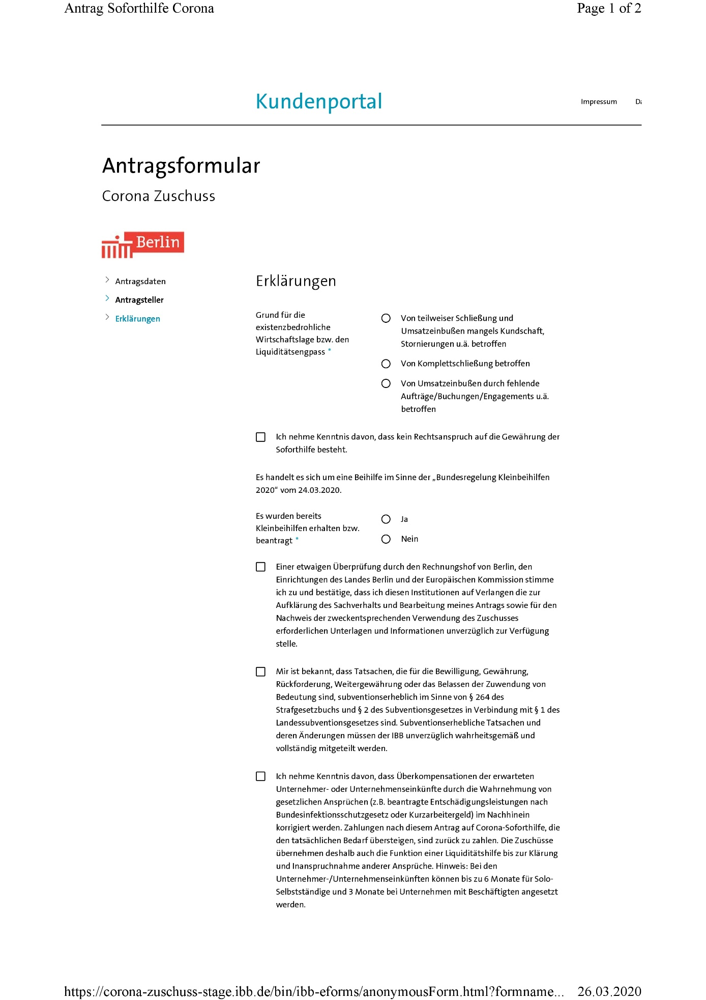 Antrag Soforthilfe Corona
Page 1 of 2
Kundenportal
Impressum
Antragsformular
Corona Zuschuss
Berlin
Antragsdaten
Antragsteller
Erklärungen
Erklärungen
Grund für die
existenzbedrohliche
Wirtschaftslage bzw. den
Liquiditätsengpass *
Von teilweiser Schließung und
Umsatzeinbußen mangels Kundschaft,
Stornierungen u.ä. betroffen
Von Komplettschließung betroffen
Von Umsatzeinbußen durch fehlende
Aufträge/Buchungen/Engagements u.ä.
betroffen
Ich nehme Kenntnis davon, dass kein Rechtsanspruch auf die Gewährung der
Soforthilfe besteht.
Es handelt es sich um eine Beihilfe im Sinne der „Bundesregelung Kleinbeihilfen
2020“ vom 24.03.2020.
Es wurden bereits
Kleinbeihilfen erhalten bzw.
beantragt *
Ja
Nein
Einer etwaigen Überprüfung durch den Rechnungshof von Berlin, den
Einrichtungen des Landes Berlin und der Europäischen Kommission stimme
ich zu und bestätige, dass ich diesen Institutionen auf Verlangen die zur
Aufklärung des Sachverhalts und Bearbeitung meines Antrags sowie für den
Nachweis der zweckentsprechenden Verwendung des Zuschusses
erforderlichen Unterlagen und Informationen unverzüglich zur Verfügung
stelle.
Mir ist bekannt, dass Tatsachen, die für die Bewilligung, Gewährung,
Rückforderung, Weitergewährung oder das Belassen der Zuwendung von
Bedeutung sind, subventionserheblich im Sinne von § 264 des
Strafgesetzbuchs und § 2 des Subventionsgesetzes in Verbindung mit § 1 des
Landessubventionsgesetzes sind. Subventionserhebliche Tatsachen und
deren Änderungen müssen der IBB unverzüglich wahrheitsgemäß und
vollständig mitgeteilt werden.
Ich nehme Kenntnis davon, dass Überkompensationen der erwarteten
Unternehmer- oder Unternehmenseinkünfte durch die Wahrnehmung von
gesetzlichen Ansprüchen (z.B. beantragte Entschädigungsleistungen nach
Bundesinfektionsschutzgesetz oder Kurzarbeitergeld) im Nachhinein
korrigiert werden. Zahlungen nach diesem Antrag auf Corona-Soforthilfe, die
den tatsächlichen Bedarf übersteigen, sind zurück zu zahlen. Die Zuschüsse
übernehmen deshalb auch die Funktion einer Liquiditätshilfe bis zur Klärung
und Inanspruchnahme anderer Ansprüche. Hinweis: Bei den
Unternehmer-/Unternehmenseinkünften können bis zu 6 Monate für Solo-
Selbstständige und 3 Monate bei Unternehmen mit Beschäftigten angesetzt
werden.
https://corona-zuschuss-stage.ibb.de/bin/ibb-eforms/anonymousForm.html?formname...
26.03.2020